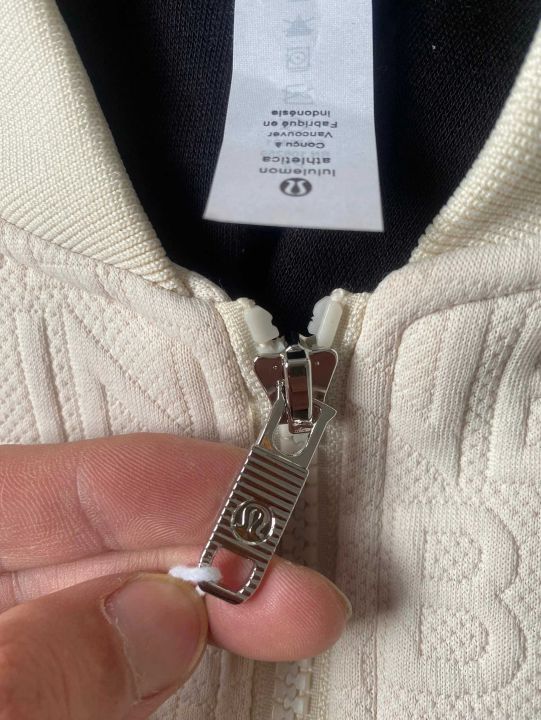 lululemon
athletica
Conçu à
Vancouver
Fabriqué en
Indonésie
B